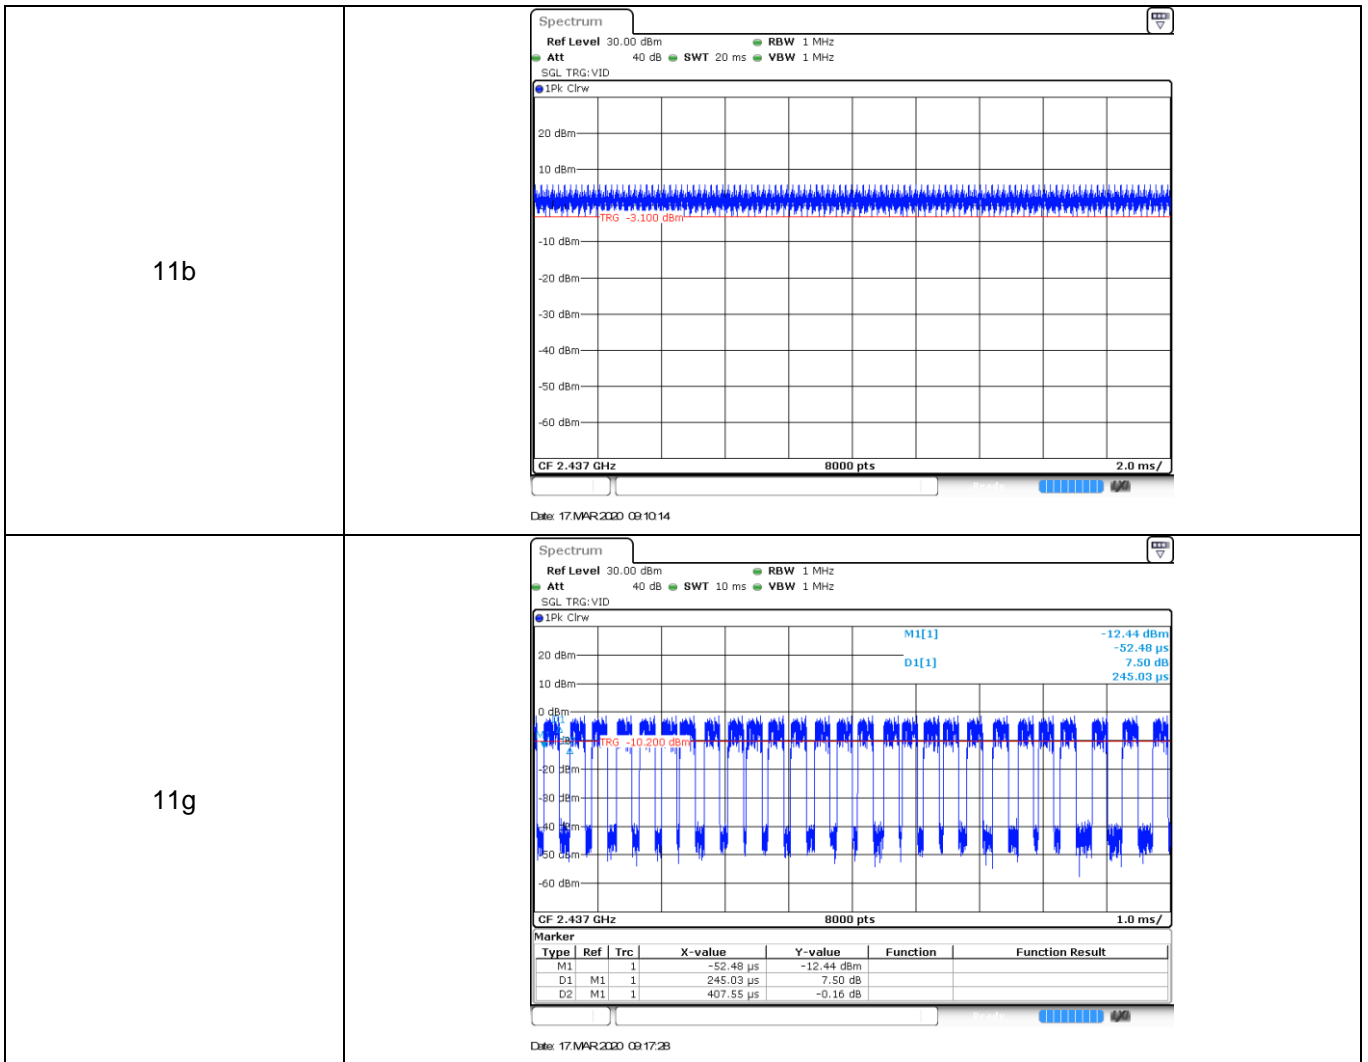 11b
Spectrum
Ref Level 30.00 dBm RBW 1 MHz
Att 40 dB SWT 20 ms VBW 1 MHz
SGL TRG:VID
1Pk Clrw
20 dBm
10 dBm
TRG -3.100 dBm
-10 dBm
-20 dBm
-30 dBm
-40 dBm
-50 dBm
-60 dBm
CF 2.437 GHz 8000 pts 2.0 ms/
Date: 17.MAR.2020 09:10:14
11g
Spectrum
Ref Level 30.00 dBm RBW 1 MHz
Att 40 dB SWT 10 ms VBW 1 MHz
SGL TRG:VID
1Pk Clrw
M1[1] -12.44 dBm
-52.48 µs
20 dBm
D1[1] 7.50 dB
245.03 µs
10 dBm
0 dBm
TRG -10.200 dBm
-20 dBm
-30 dBm
-40 dBm
-50 dBm
-60 dBm
CF 2.437 GHz 8000 pts 1.0 ms/
Marker
Type Ref Trc X-value Y-value Function Function Result
M1 1 -52.48 µs -12.44 dBm
D1 M1 1 245.03 µs 7.50 dB
D2 M1 1 407.55 µs -0.16 dB
Date: 17.MAR.2020 09:17:28